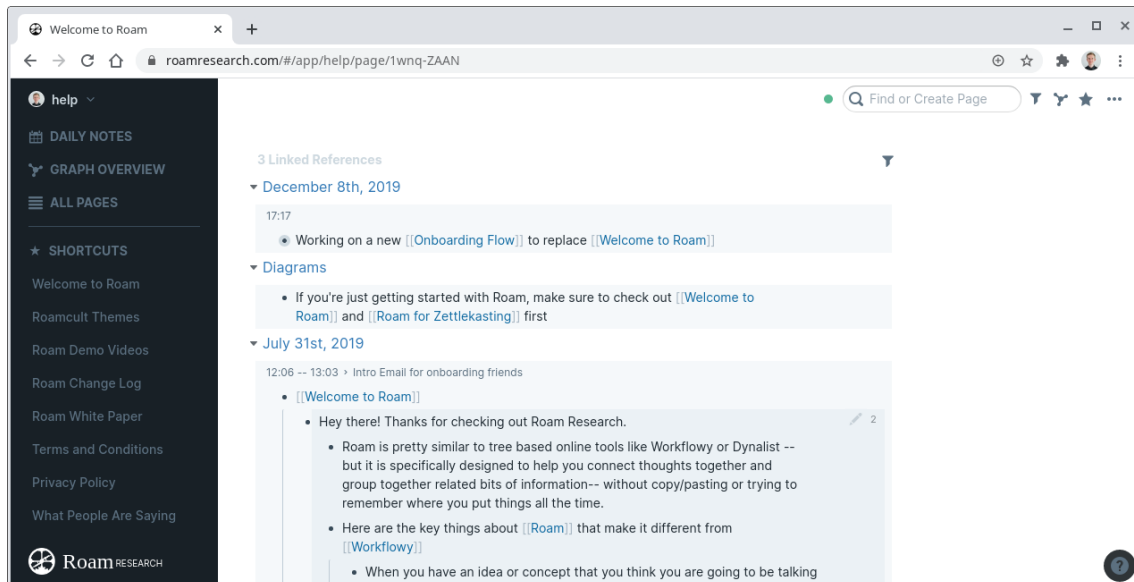 Welcome to Roam
roamresearch.com/#/app/help/page/1wnq-ZAAN
help
Find or Create Page
DAILY NOTES
GRAPH OVERVIEW
ALL PAGES
SHORTCUTS
Welcome to Roam
Roamcult Themes
Roam Demo Videos
Roam Change Log
Roam White Paper
Terms and Conditions
Privacy Policy
What People Are Saying
Roam RESEARCH
3 Linked References
December 8th, 2019
17:17
Working on a new [[Onboarding Flow]] to replace [[Welcome to Roam]]
Diagrams
If you're just getting started with Roam, make sure to check out [[Welcome to
Roam]] and [[Roam for Zettlekasting]] first
July 31st, 2019
12:06 -- 13:03 › Intro Email for onboarding friends
[[Welcome to Roam]]
Hey there! Thanks for checking out Roam Research.
2
Roam is pretty similar to tree based online tools like Workflowy or Dynalist --
but it is specifically designed to help you connect thoughts together and
group together related bits of information-- without copy/pasting or trying to
remember where you put things all the time.
Here are the key things about [[Roam]] that make it different from
[[Workflowy]]
When you have an idea or concept that you think you are going to be talking
?